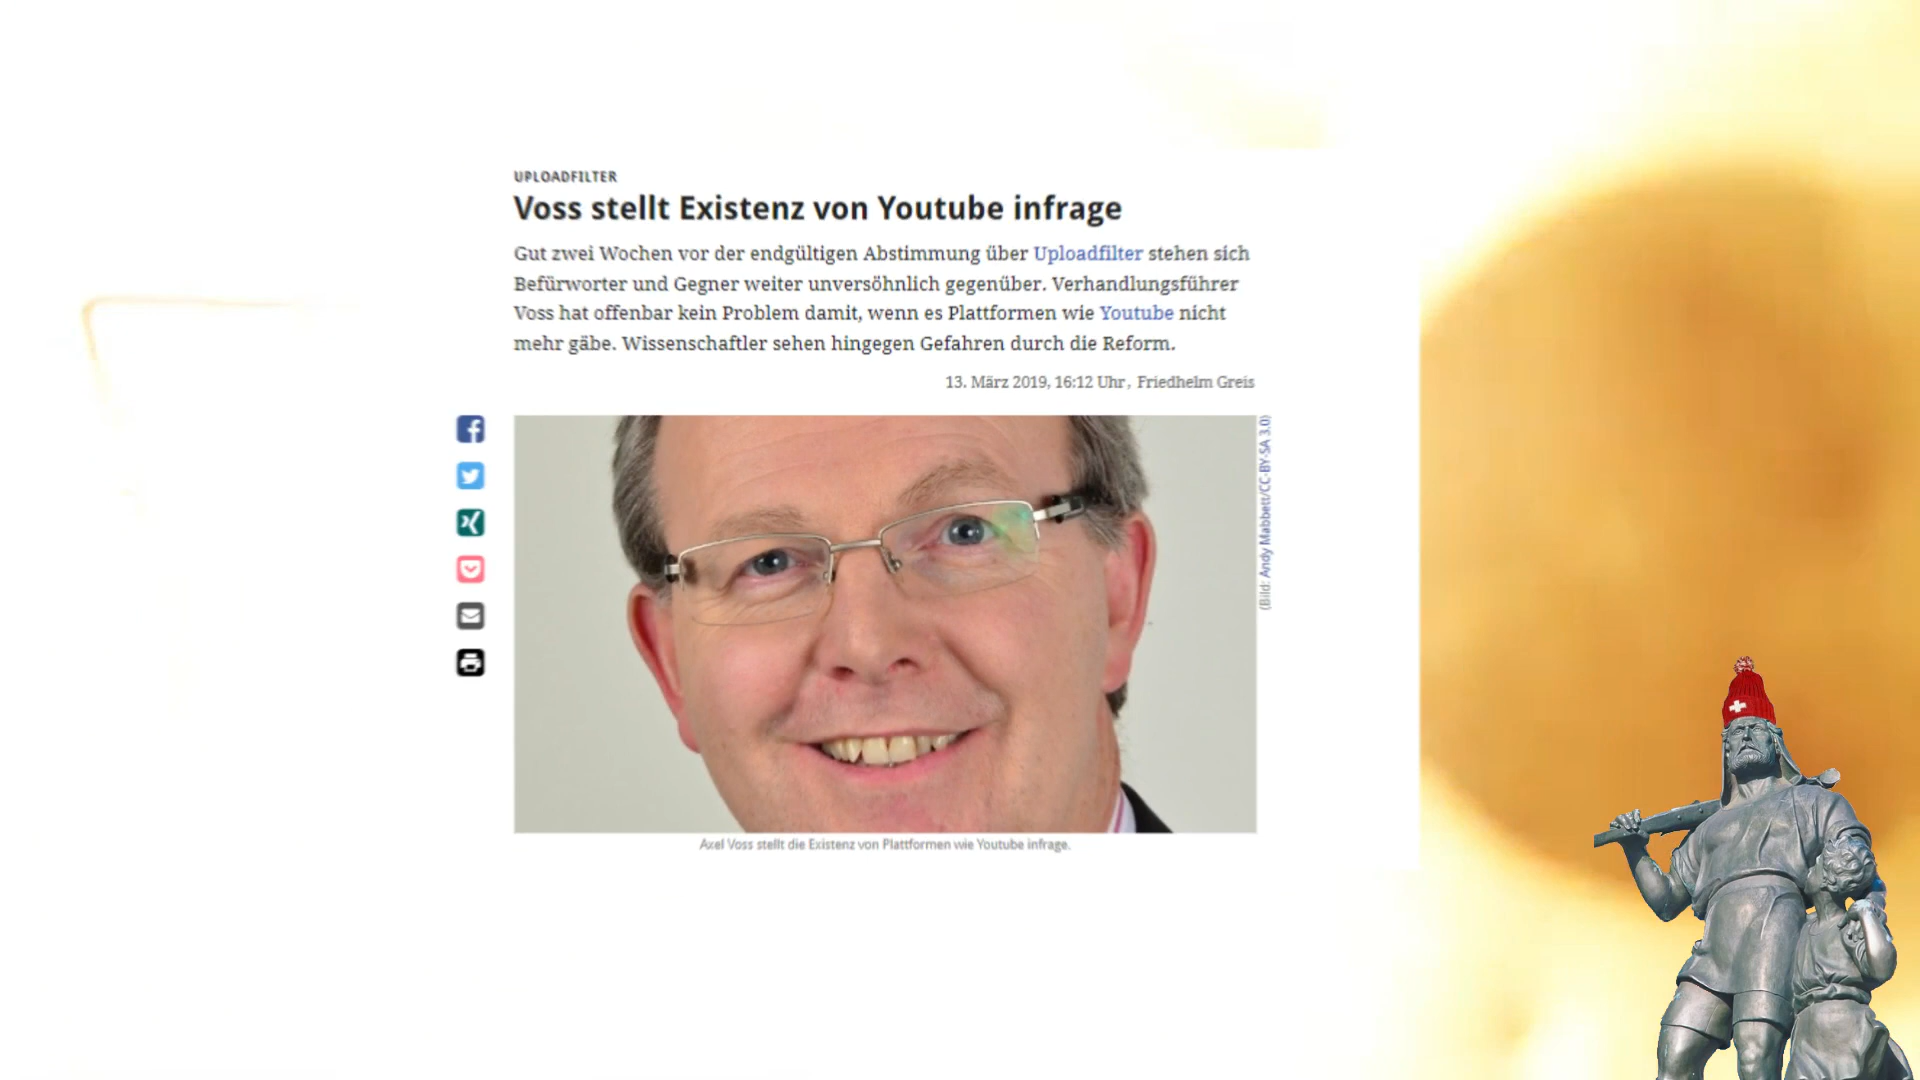 UPLOADFILTER
Voss stellt Existenz von Youtube infrage
Gut zwei Wochen vor der endgültigen Abstimmung über Uploadfilter stehen sich
Befürworter und Gegner weiter unversöhnlich gegenüber. Verhandlungsführer
Voss hat offenbar kein Problem damit, wenn es Plattformen wie Youtube nicht
mehr gäbe. Wissenschaftler sehen hingegen Gefahren durch die Reform.
13. März 2019, 16:12 Uhr, Friedhelm Greis
(Bild: Andy Mabbett/CC-BY-SA 3.0)
Axel Voss stellt die Existenz von Plattformen wie Youtube infrage.